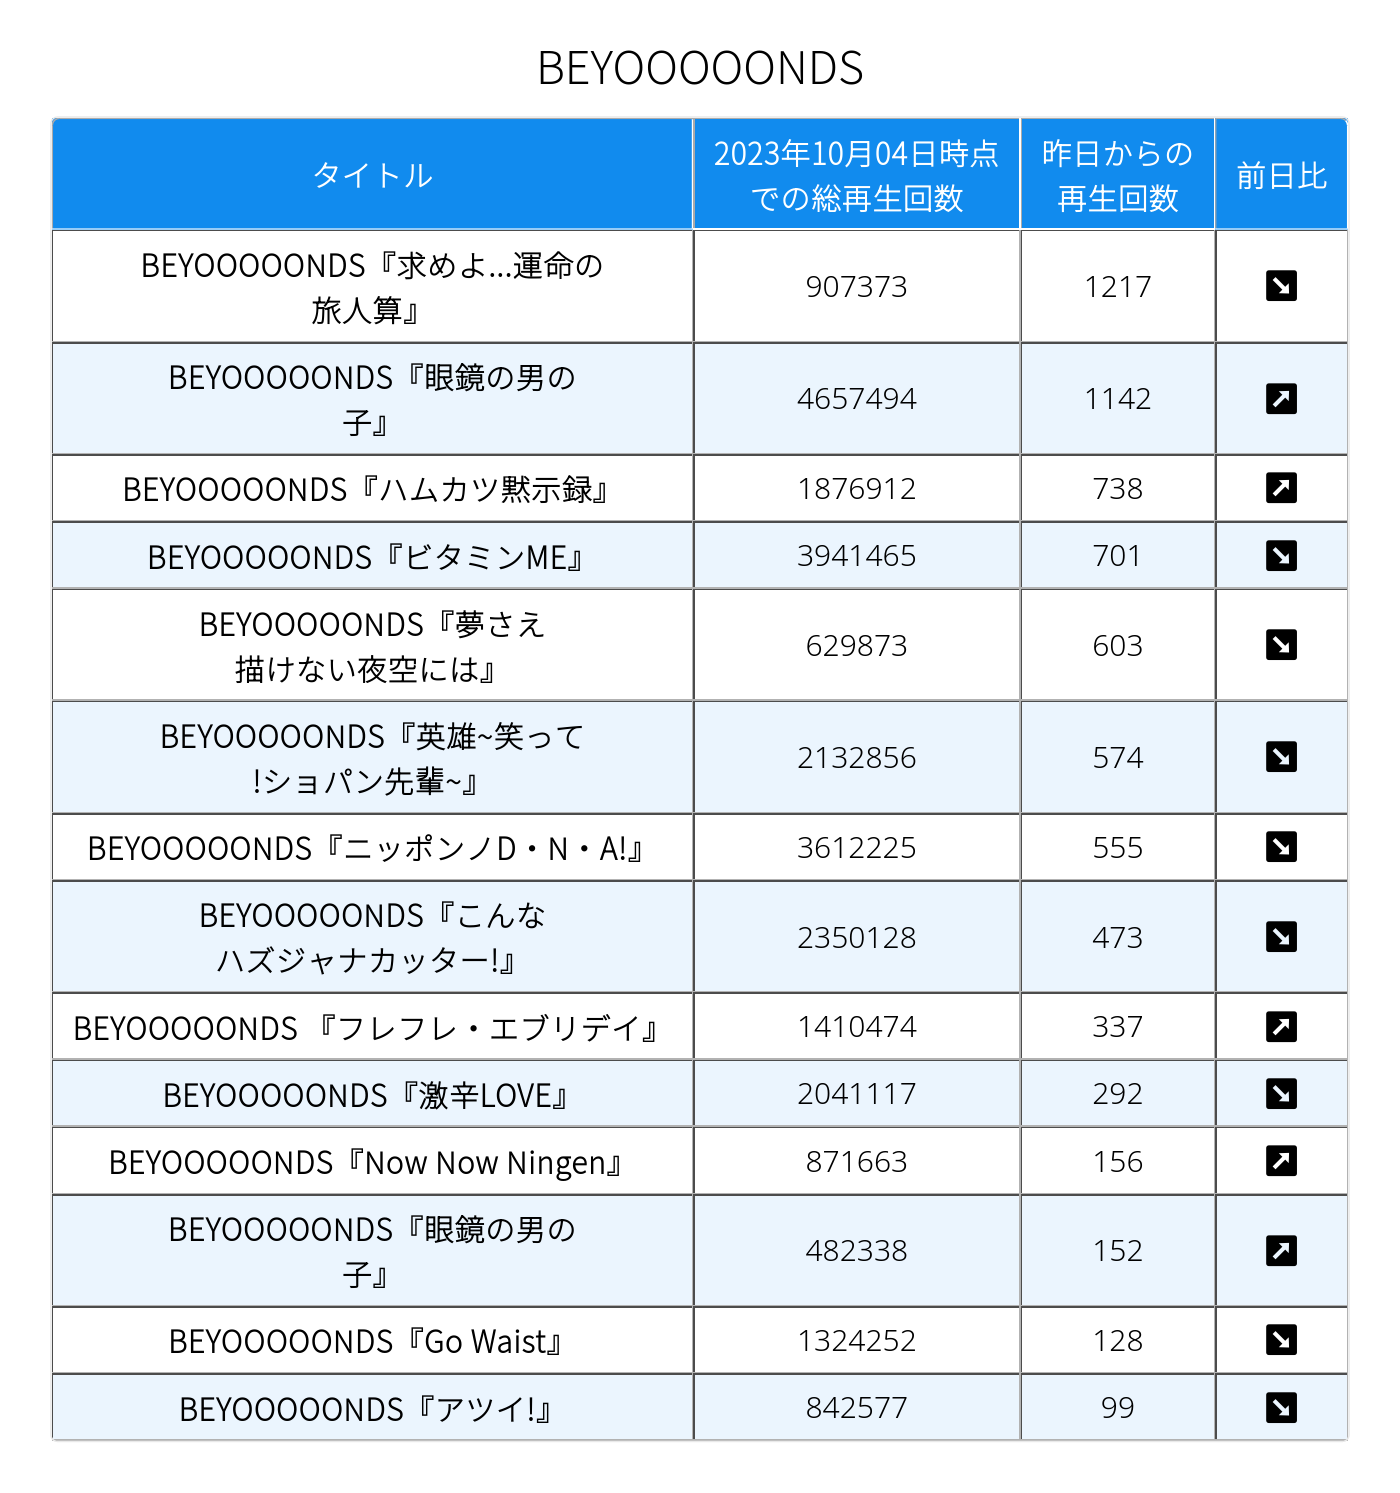 BEYOOOOONDS
タイトル
2023年10月04日時点
での総再生回数
昨日からの
再生回数
前日比
BEYOOOOONDS『求めよ...運命の
旅人算』
907373
1217
BEYOOOOONDS『眼鏡の男の
子』
4657494
1142
BEYOOOOONDS『ハムカツ黙示録』
1876912
738
BEYOOOOONDS『ビタミンME』
3941465
701
BEYOOOOONDS『夢さえ
描けない夜空には』
629873
603
BEYOOOOONDS『英雄~笑って
!ショパン先輩~』
2132856
574
BEYOOOOONDS『ニッポンノD・N・A!』
3612225
555
BEYOOOOONDS『こんな
ハズジャナカッター!』
2350128
473
BEYOOOOONDS 『フレフレ・エブリデイ』
1410474
337
BEYOOOOONDS『激辛LOVE』
2041117
292
BEYOOOOONDS『Now Now Ningen』
871663
156
BEYOOOOONDS『眼鏡の男の
子』
482338
152
BEYOOOOONDS『Go Waist』
1324252
128
BEYOOOOONDS『アツイ!』
842577
99